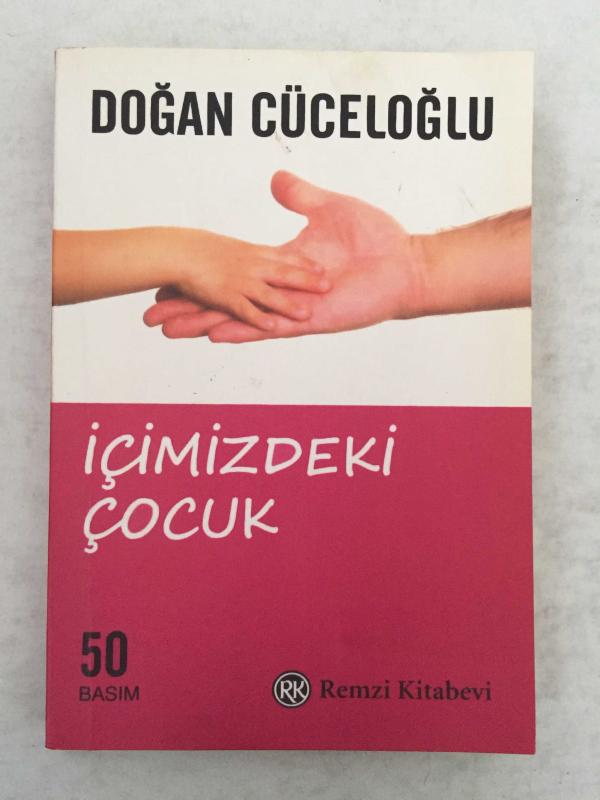 DOĞAN CÜCELOĞLU
İÇİMİZDEKİ
ÇOCUK
50
BASIM
RK Remzi Kitabevi